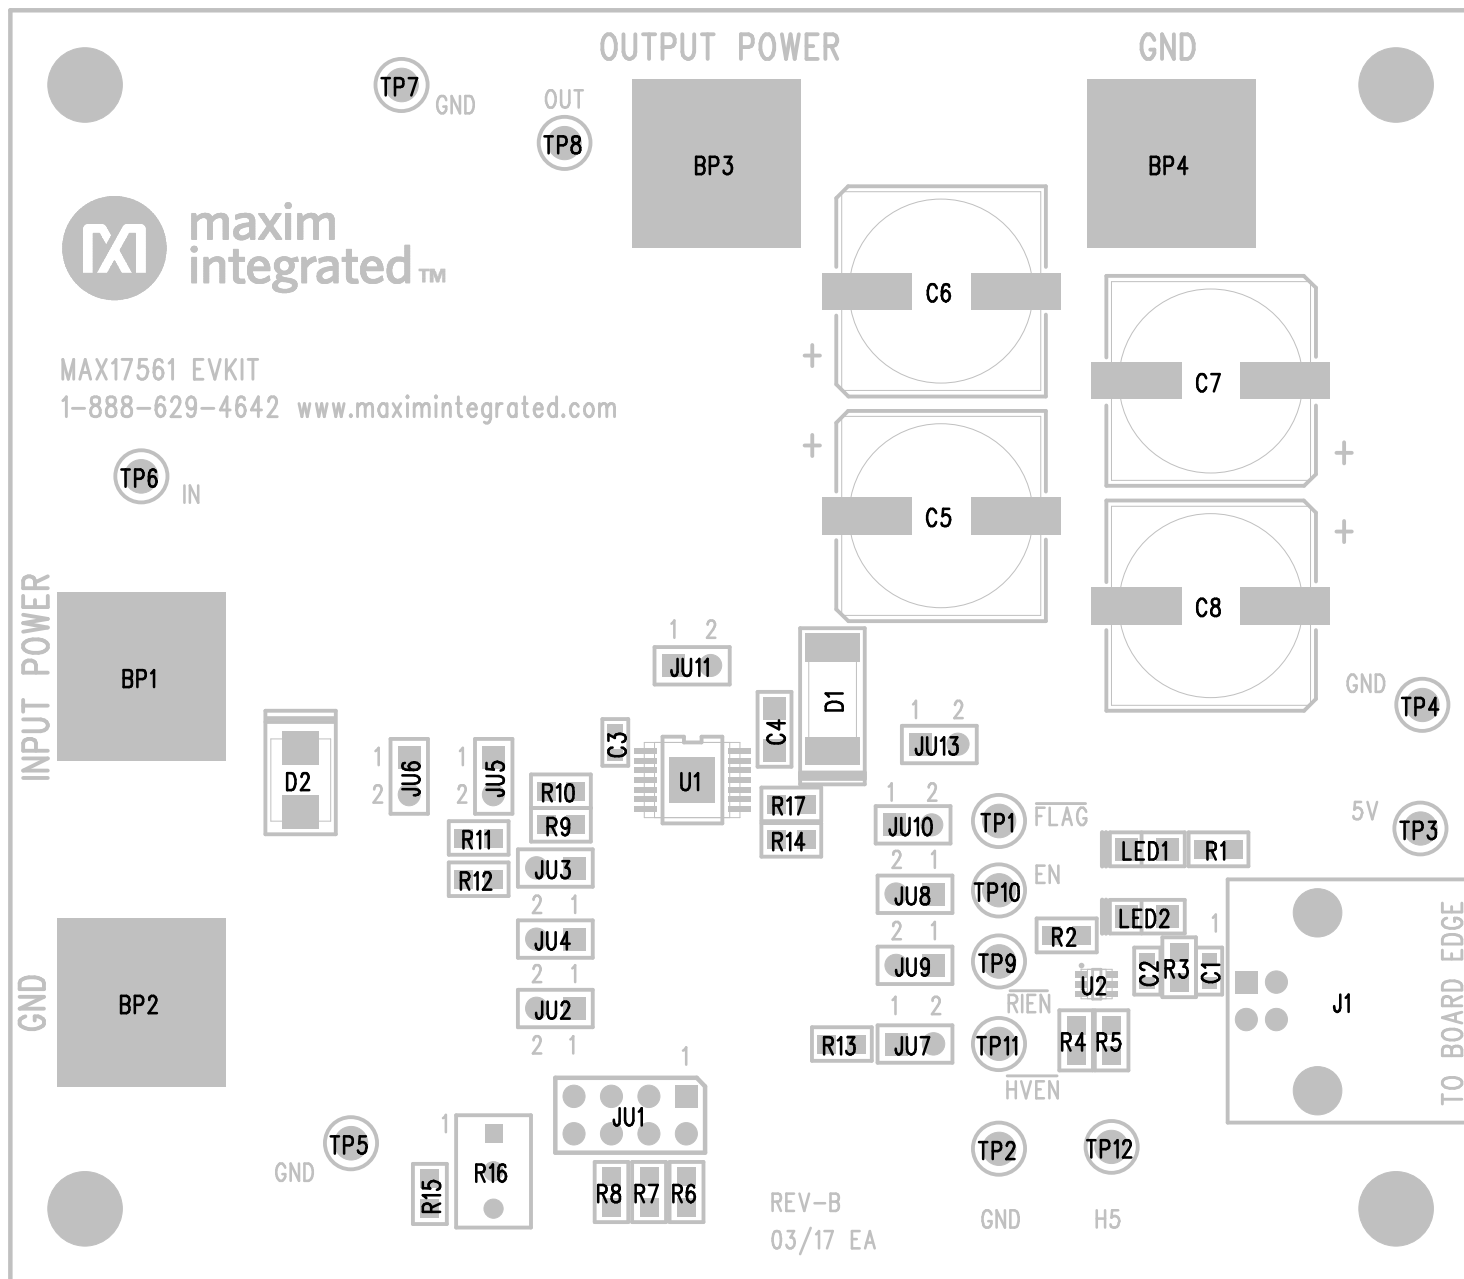 OUTPUT POWER
GND
TP7
GND
OUT
TP8
BP3
BP4
maxim
integrated™
C6
C7
MAX17561 EVKIT
1-888-629-4642 www.maximintegrated.com
+
+
+
+
TP6
IN
C5
C8
INPUT POWER
BP1
1 2
JU11
GND
TP4
D1
C4
C3
1 2
JU13
D2
1
2
JU6
1
2
JU5
U1
R10
R9
R17
R14
1 2
JU10
TP1
FLAG
5V
TP3
R11
R12
JU3
2 1
LED1
R1
EN
TP10
2 1
JU8
LED2
R2
JU4
2 1
2 1
JU9
TP9
RIEN
U2
C2
R3
C1
1
J1
TO BOARD EDGE
GND
BP2
JU2
2 1
R13
1 2
JU7
TP11
HVEN
R4
R5
1
JU1
TP5
GND
1
R16
R15
R8
R7
R6
TP2
GND
TP12
H5
REV-B
03/17 EA